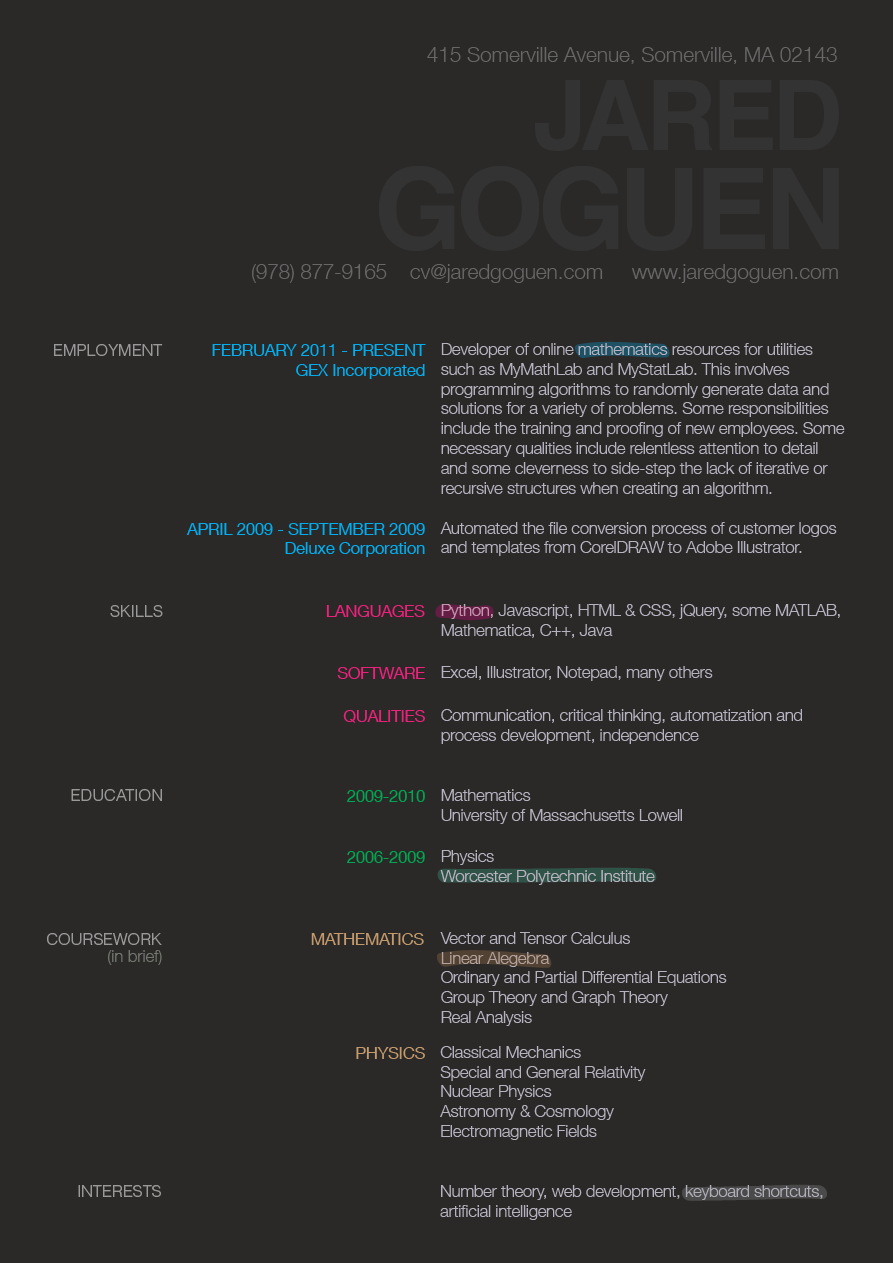 415 Somerville Avenue, Somerville, MA 02143
JARED
GOGUEN
(978) 877-9165 cv@jaredgoguen.com www.jaredgoguen.com
EMPLOYMENT
FEBRUARY 2011 - PRESENT
GEX Incorporated
Developer of online mathematics resources for utilities
such as MyMathLab and MyStatLab. This involves
programming algorithms to randomly generate data and
solutions for a variety of problems. Some responsibilities
include the training and proofing of new employees. Some
necessary qualities include relentless attention to detail
and some cleverness to side-step the lack of iterative or
recursive structures when creating an algorithm.
APRIL 2009 - SEPTEMBER 2009
Deluxe Corporation
Automated the file conversion process of customer logos
and templates from CorelDRAW to Adobe Illustrator.
SKILLS
LANGUAGES
Python, Javascript, HTML & CSS, jQuery, some MATLAB,
Mathematica, C++, Java
SOFTWARE
Excel, Illustrator, Notepad, many others
QUALITIES
Communication, critical thinking, automatization and
process development, independence
EDUCATION
2009-2010
Mathematics
University of Massachusetts Lowell
2006-2009
Physics
Worcester Polytechnic Institute
COURSEWORK
(in brief)
MATHEMATICS
Vector and Tensor Calculus
Linear Alegebra
Ordinary and Partial Differential Equations
Group Theory and Graph Theory
Real Analysis
PHYSICS
Classical Mechanics
Special and General Relativity
Nuclear Physics
Astronomy & Cosmology
Electromagnetic Fields
INTERESTS
Number theory, web development, keyboard shortcuts,
artificial intelligence